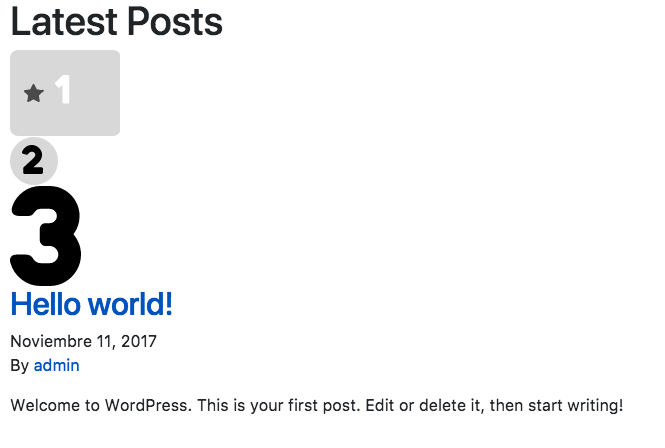 Latest Posts
1
2
3
Hello world!
Noviembre 11, 2017
By admin
Welcome to WordPress. This is your first post. Edit or delete it, then start writing!